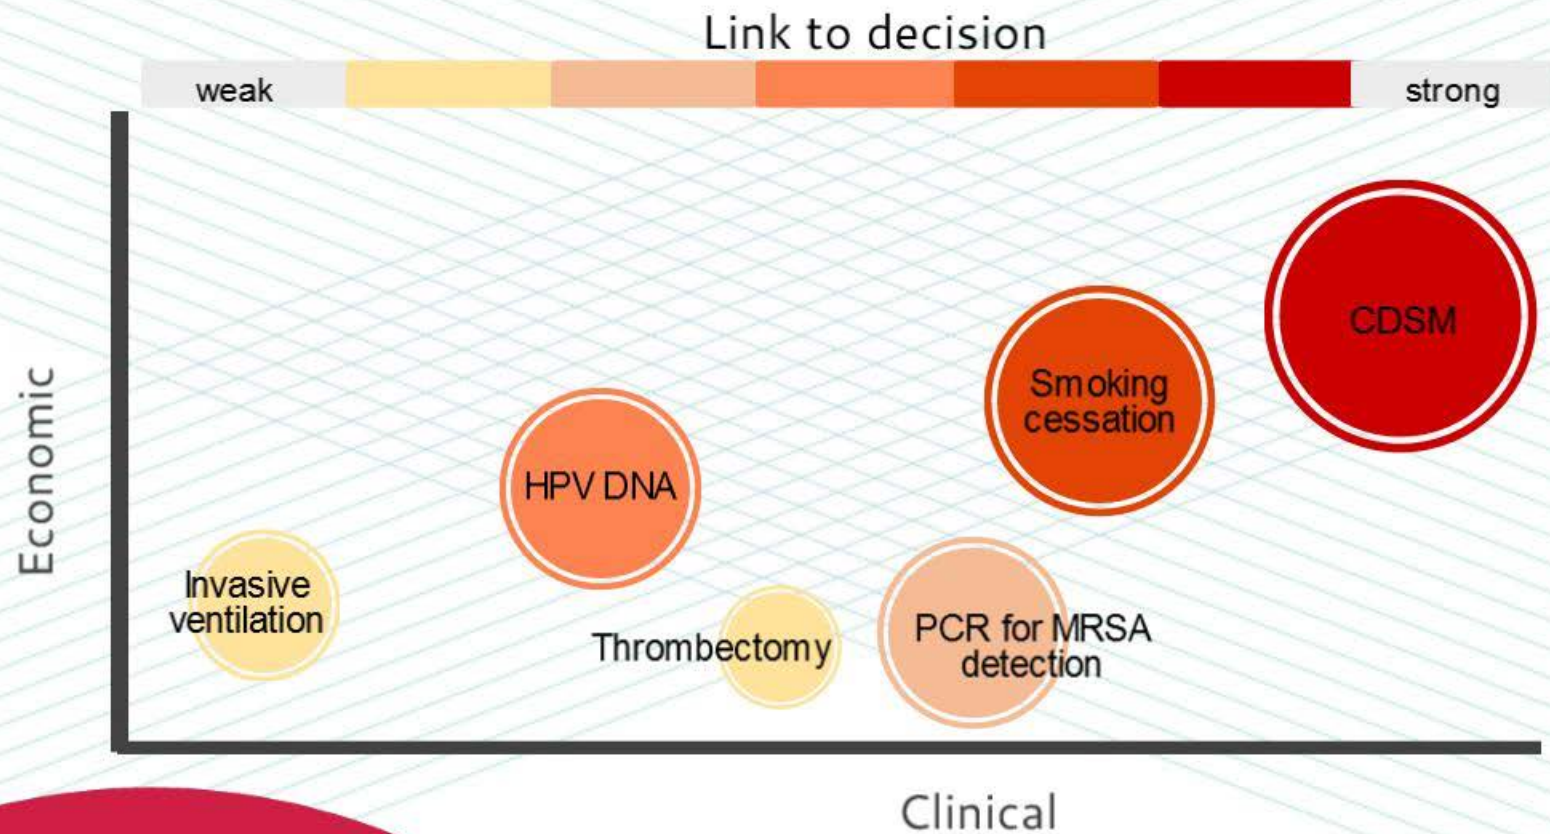 Link to decision
weak
strong
Economic
CDSM
Smoking
cessation
HPV DNA
Invasive
ventilation
Thrombectomy
PCR for MRSA
detection
Clinical